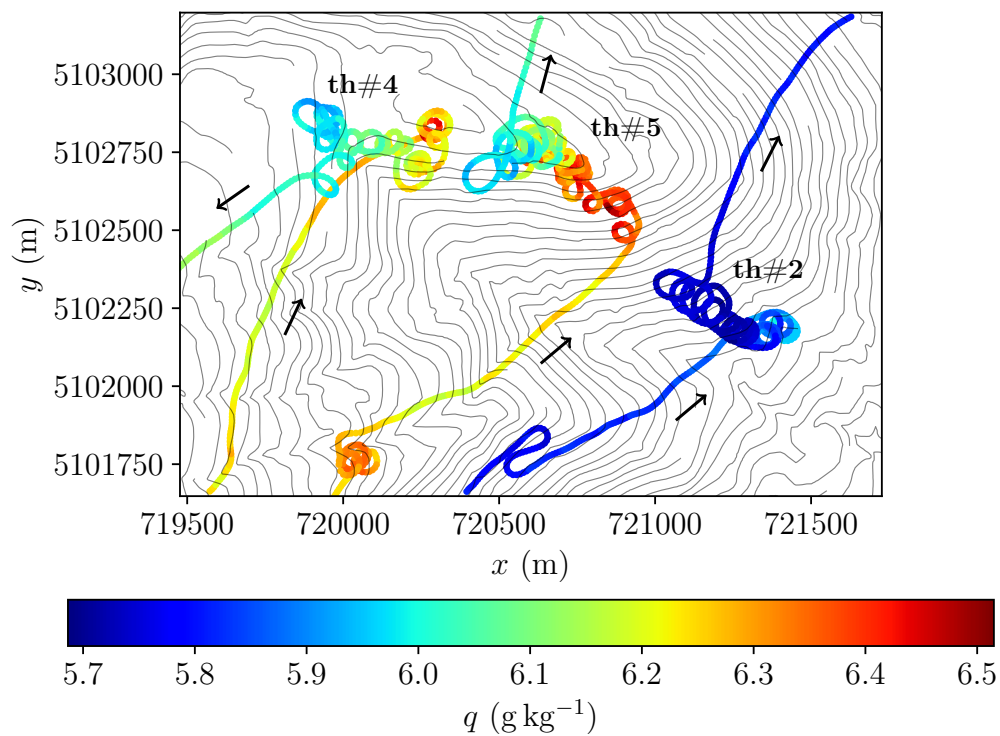 5103000
5102750
5102500
5102250
5102000
5101750
y (m)
th#4
th#5
th#2
719500 720000 720500 721000 721500
x (m)
5.7 5.8 5.9 6.0 6.1 6.2 6.3 6.4 6.5
q (g kg⁻¹)